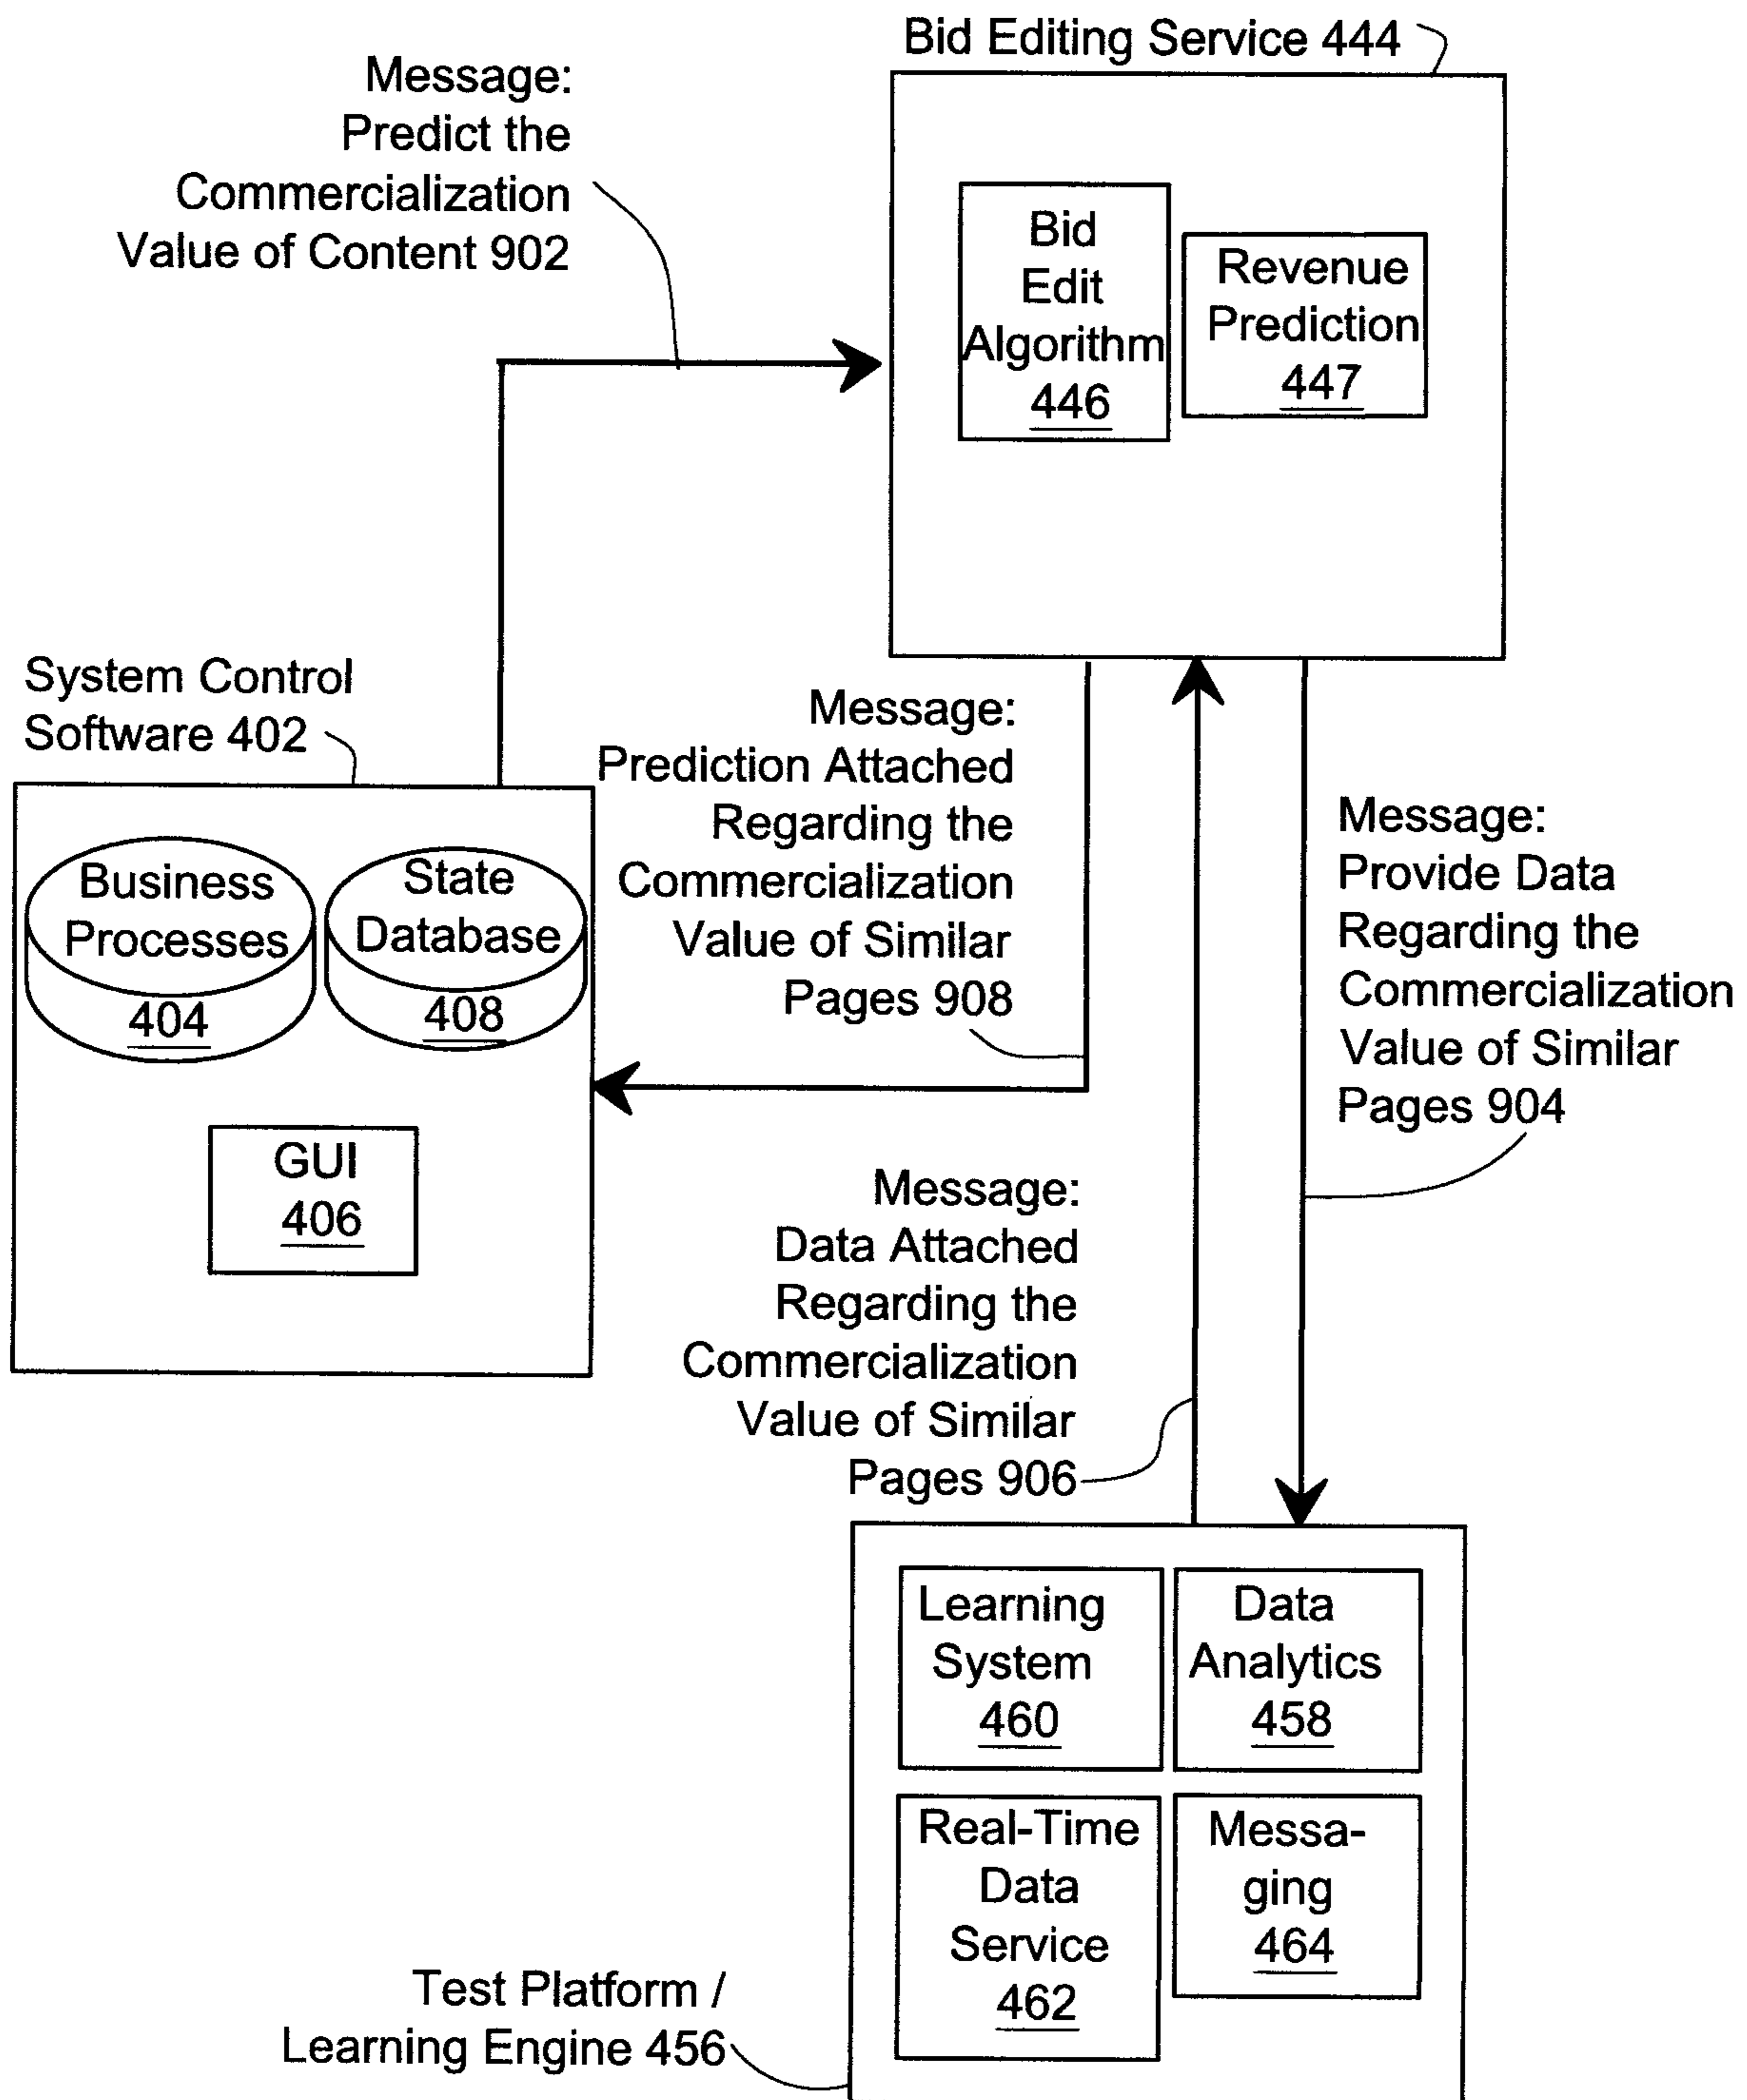 Bid Editing Service 444
Message:
Predict the
Commercialization
Value of Content 902
Bid
Edit
Algorithm
446
Revenue
Prediction
447
System Control
Software 402
Business
Processes
404
State
Database
408
GUI
406
Message:
Prediction Attached
Regarding the
Commercialization
Value of Similar
Pages 908
Message:
Provide Data
Regarding the
Commercialization
Value of Similar
Pages 904
Message:
Data Attached
Regarding the
Commercialization
Value of Similar
Pages 906
Learning
System
460
Data
Analytics
458
Real-Time
Data
Service
462
Messa-
ging
464
Test Platform /
Learning Engine 456